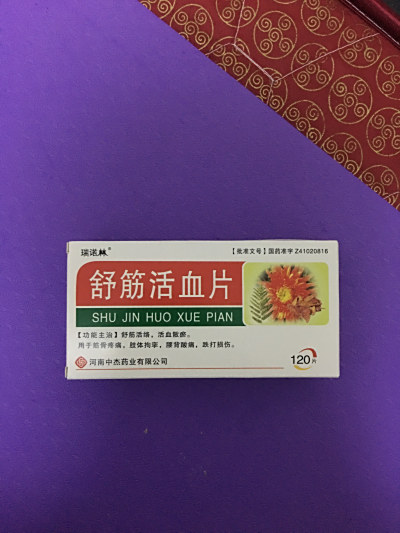 瑞诺林®
【批准文号】国药准字 Z41020816
舒筋活血片
SHU JIN HUO XUE PIAN
【功能主治】舒筋活络，活血散瘀。
用于筋骨疼痛，肢体拘挛，腰背酸痛，跌打损伤。
河南中杰药业有限公司
120片